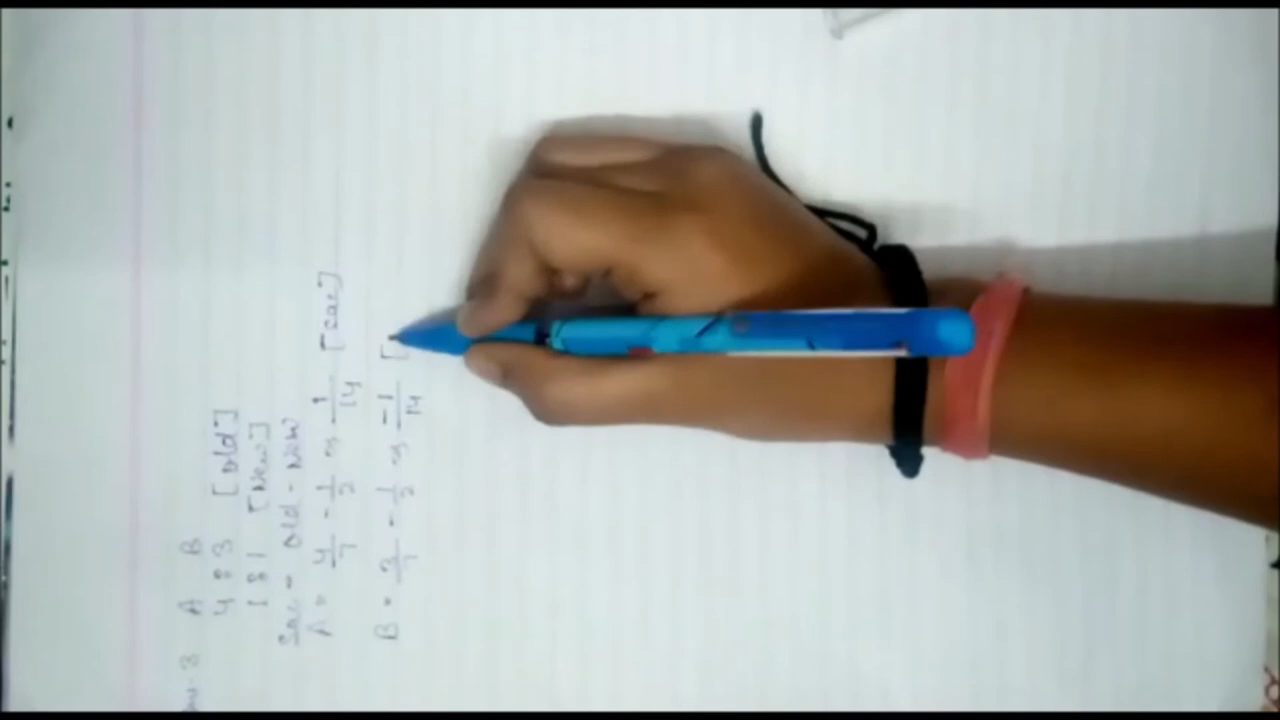 3 A B
4 : 3 [Old]
1 : 1 [New]
Sac = Old - New
A = 4/7 - 1/2 ⇒ 1/14 [Sac]
B = 3/7 - 1/2 ⇒ -1/14 [